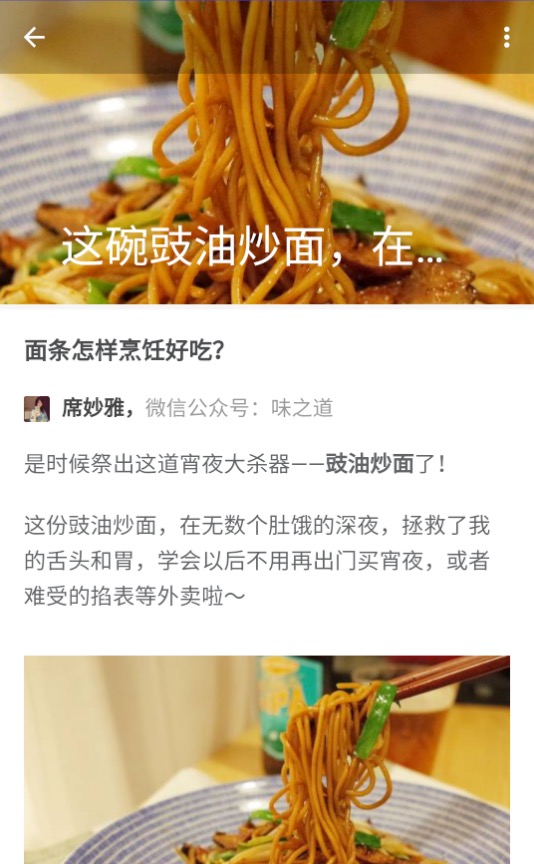 这碗豉油炒面，在...
面条怎样烹饪好吃？
席妙雅，微信公众号：味之道
是时候祭出这道宵夜大杀器——豉油炒面了！
这份豉油炒面，在无数个肚饿的深夜，拯救了我
的舌头和胃，学会以后不用再出门买宵夜，或者
难受的掐表等外卖啦～